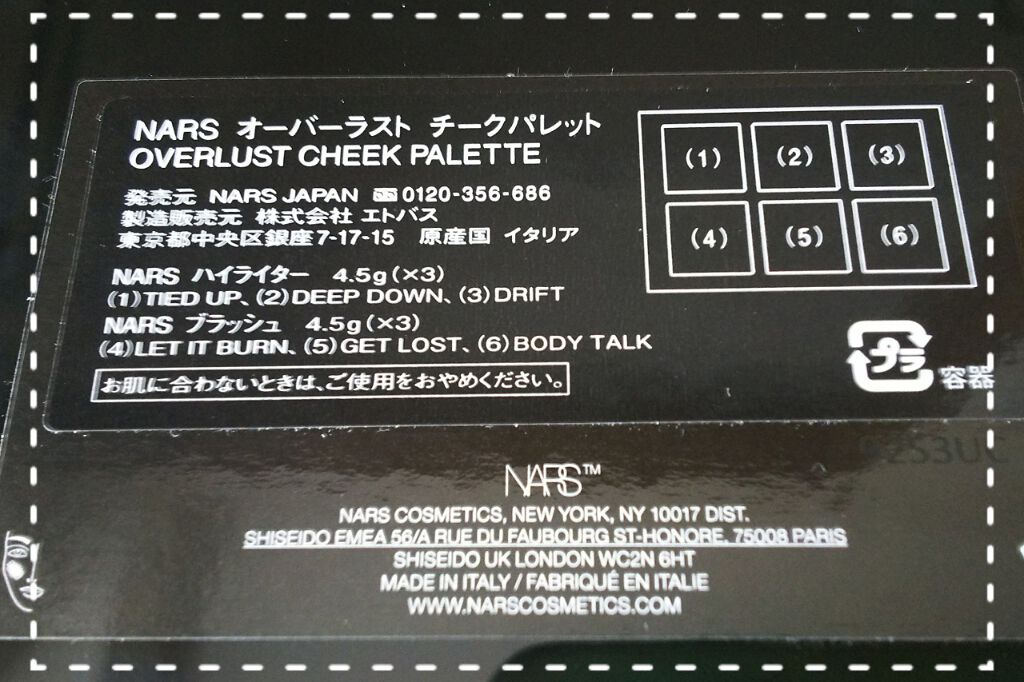 NARS オーバーラスト チークパレット
OVERLUST CHEEK PALETTE
発売元 NARS JAPAN 0120-356-686
製造販売元 株式会社 エトバス
東京都中央区銀座7-17-15 原産国 イタリア
NARS ハイライター 4.5g(×3)
(1)TIED UP、(2)DEEP DOWN、(3)DRIFT
NARS ブラッシュ 4.5g(×3)
(4)LET IT BURN、(5)GET LOST、(6)BODY TALK
お肌に合わないときは、ご使用をおやめください。
(1) (2) (3)
(4) (5) (6)
プラ
容器
NARS™
NARS COSMETICS, NEW YORK, NY 10017 DIST.
SHISEIDO EMEA 56/A RUE DU FAUBOURG ST-HONORE, 75008 PARIS
SHISEIDO UK LONDON WC2N 6HT
MADE IN ITALY / FABRIQUÉ EN ITALIE
WWW.NARSCOSMETICS.COM